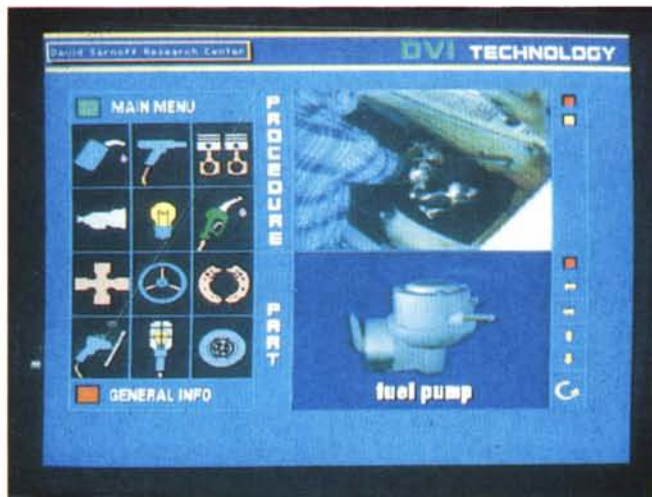 David Sarnoff Research Center
DVI TECHNOLOGY
MAIN MENU
PROCEDURE
PART
fuel pump
GENERAL INFO